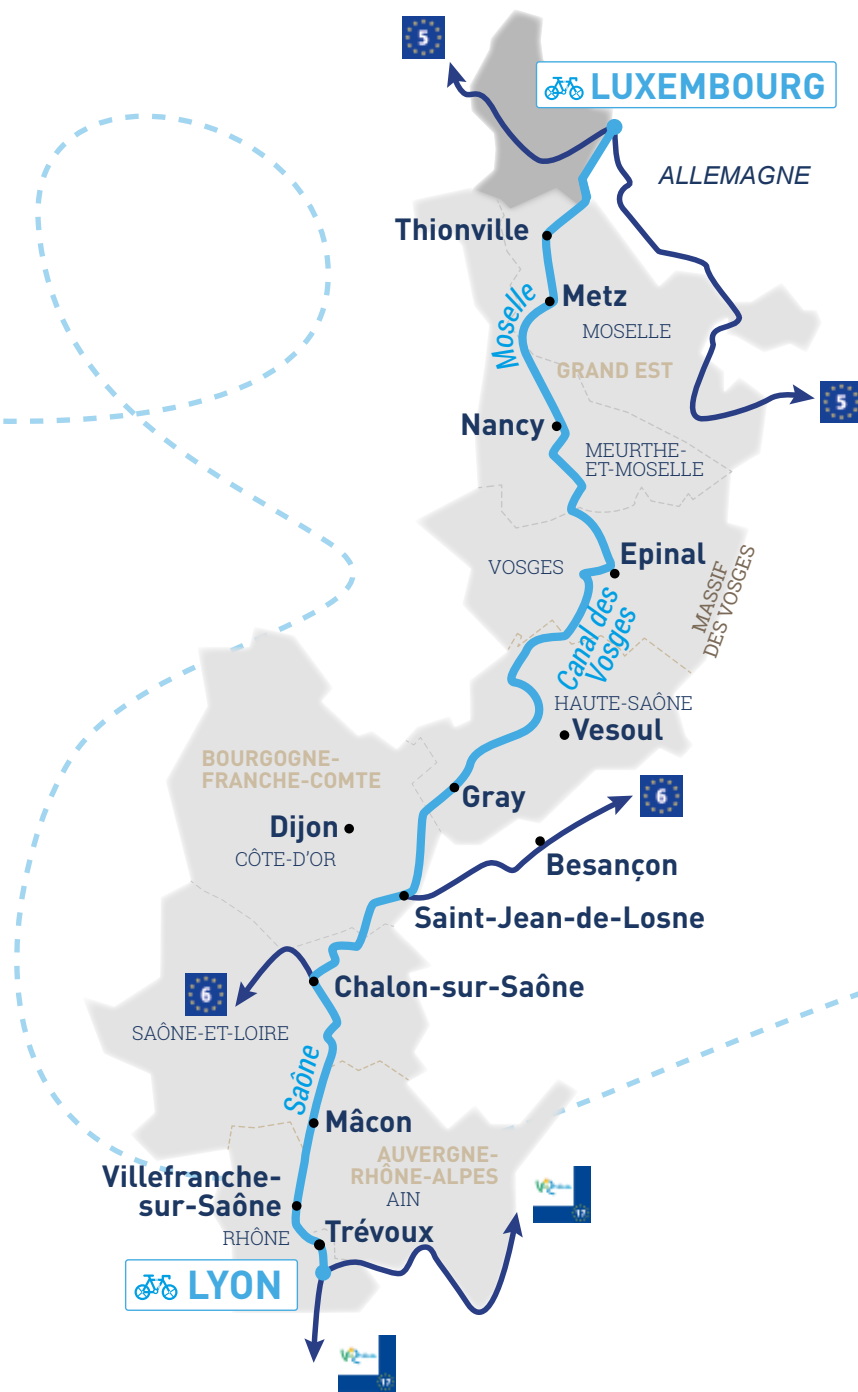 5
LUXEMBOURG
ALLEMAGNE
Thionville
Metz
Moselle
MOSELLE
GRAND EST
5
Nancy
MEURTHE-
ET-MOSELLE
Epinal
VOSGES
MASSIF
DES VOSGES
Canal des
Vosges
HAUTE-SAÔNE
Vesoul
BOURGOGNE-
FRANCHE-COMTE
Gray
6
Dijon
CÔTE-D'OR
Besançon
Saint-Jean-de-Losne
Chalon-sur-Saône
6
SAÔNE-ET-LOIRE
Saône
Mâcon
AUVERGNE-
RHÔNE-ALPES
AIN
Villefranche-
sur-Saône
17
RHÔNE
Trévoux
LYON
17